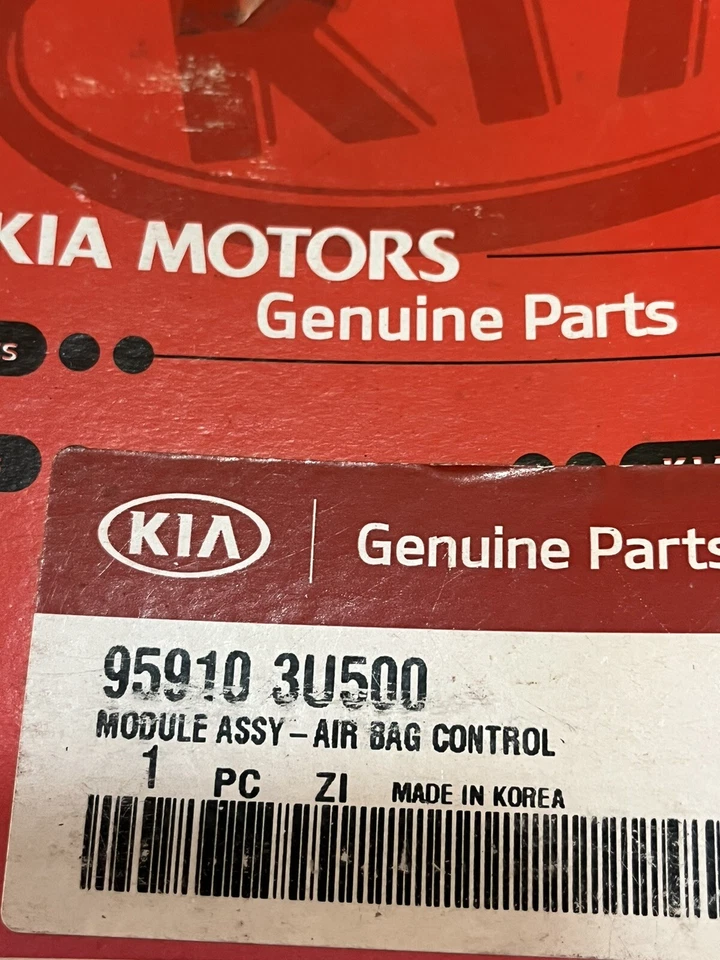 KIA
KIA MOTORS
Genuine Parts
KIA
Genuine Parts
95910 3U500
MODULE ASSY - AIR BAG CONTROL
1 PC ZI MADE IN KOREA